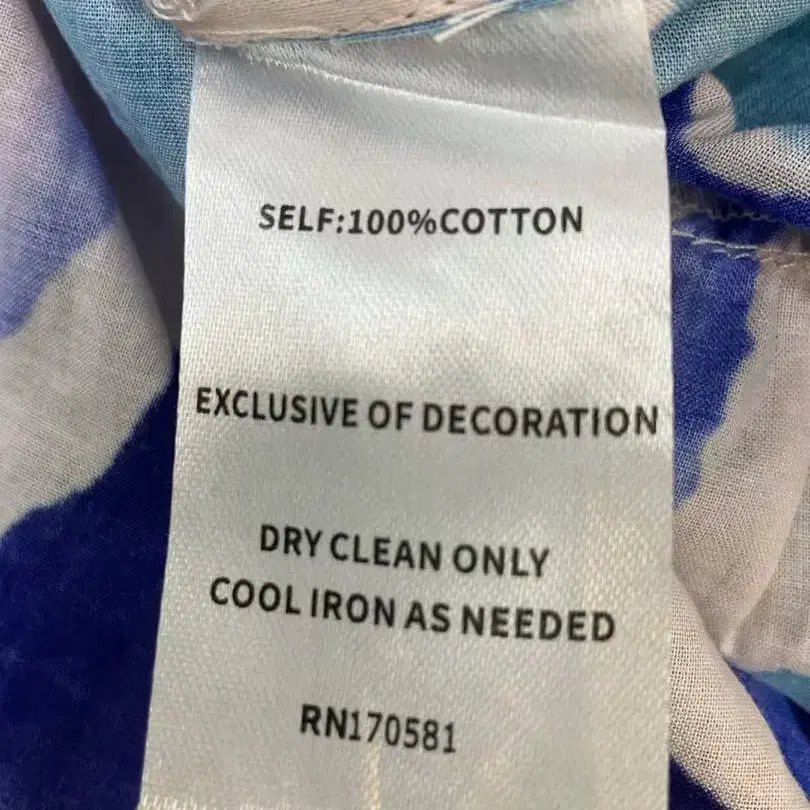 SELF:100%COTTON
EXCLUSIVE OF DECORATION
DRY CLEAN ONLY
COOL IRON AS NEEDED
RN170581